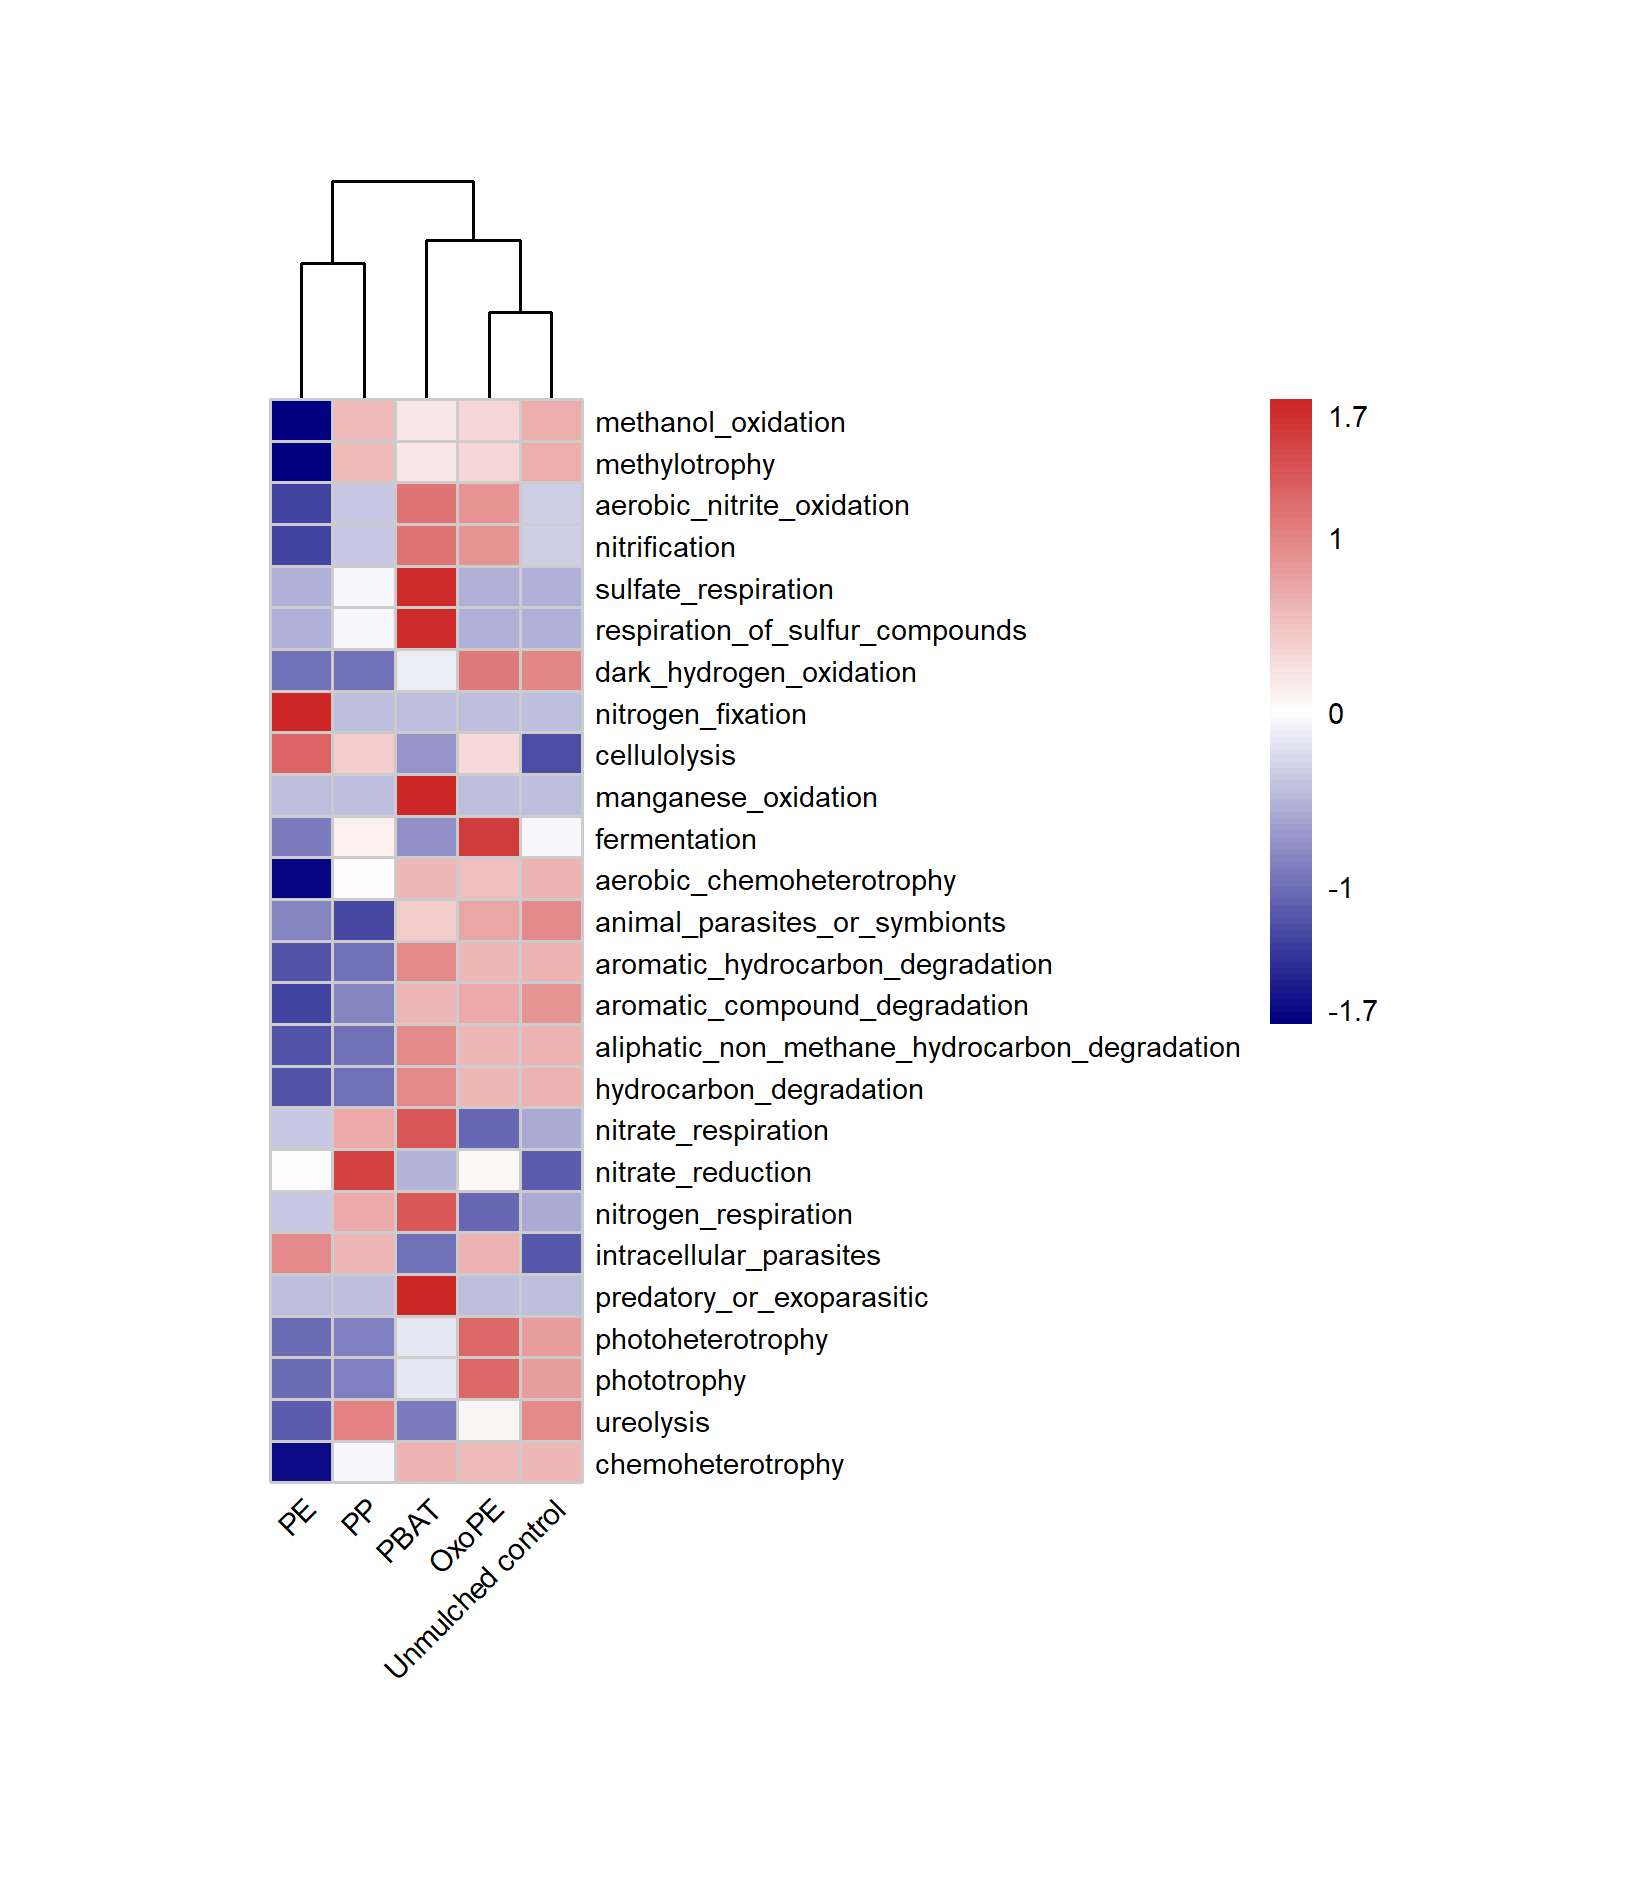 methanol_oxidation
methylotrophy
aerobic_nitrite_oxidation
nitrification
sulfate_respiration
respiration_of_sulfur_compounds
dark_hydrogen_oxidation
nitrogen_fixation
cellulolysis
manganese_oxidation
fermentation
aerobic_chemoheterotrophy
animal_parasites_or_symbionts
aromatic_hydrocarbon_degradation
aromatic_compound_degradation
aliphatic_non_methane_hydrocarbon_degradation
hydrocarbon_degradation
nitrate_respiration
nitrate_reduction
nitrogen_respiration
intracellular_parasites
predatory_or_exoparasitic
photoheterotrophy
phototrophy
ureolysis
chemoheterotrophy
PE
PP
PBAT
OxoPE
Unmulched control
1.7
1
0
-1
-1.7